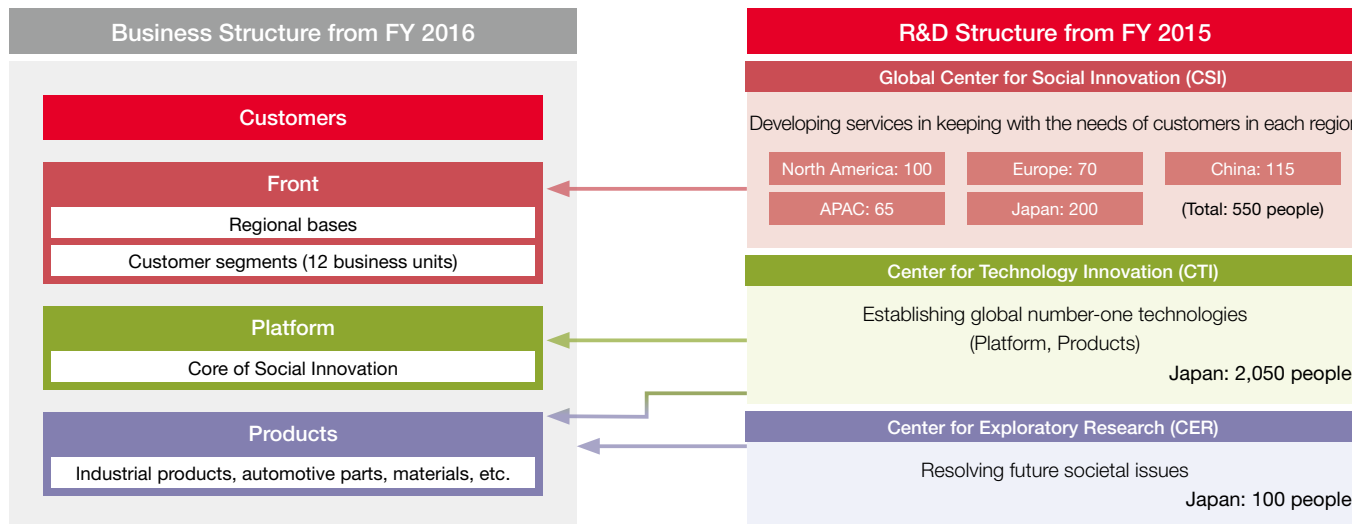 Business Structure from FY 2016
Customers
Front
Regional bases
Customer segments (12 business units)
Platform
Core of Social Innovation
Products
Industrial products, automotive parts, materials, etc.
R&D Structure from FY 2015
Global Center for Social Innovation (CSI)
Developing services in keeping with the needs of customers in each region
North America: 100
Europe: 70
China: 115
APAC: 65
Japan: 200
(Total: 550 people)
Center for Technology Innovation (CTI)
Establishing global number-one technologies
(Platform, Products)
Japan: 2,050 people
Center for Exploratory Research (CER)
Resolving future societal issues
Japan: 100 people